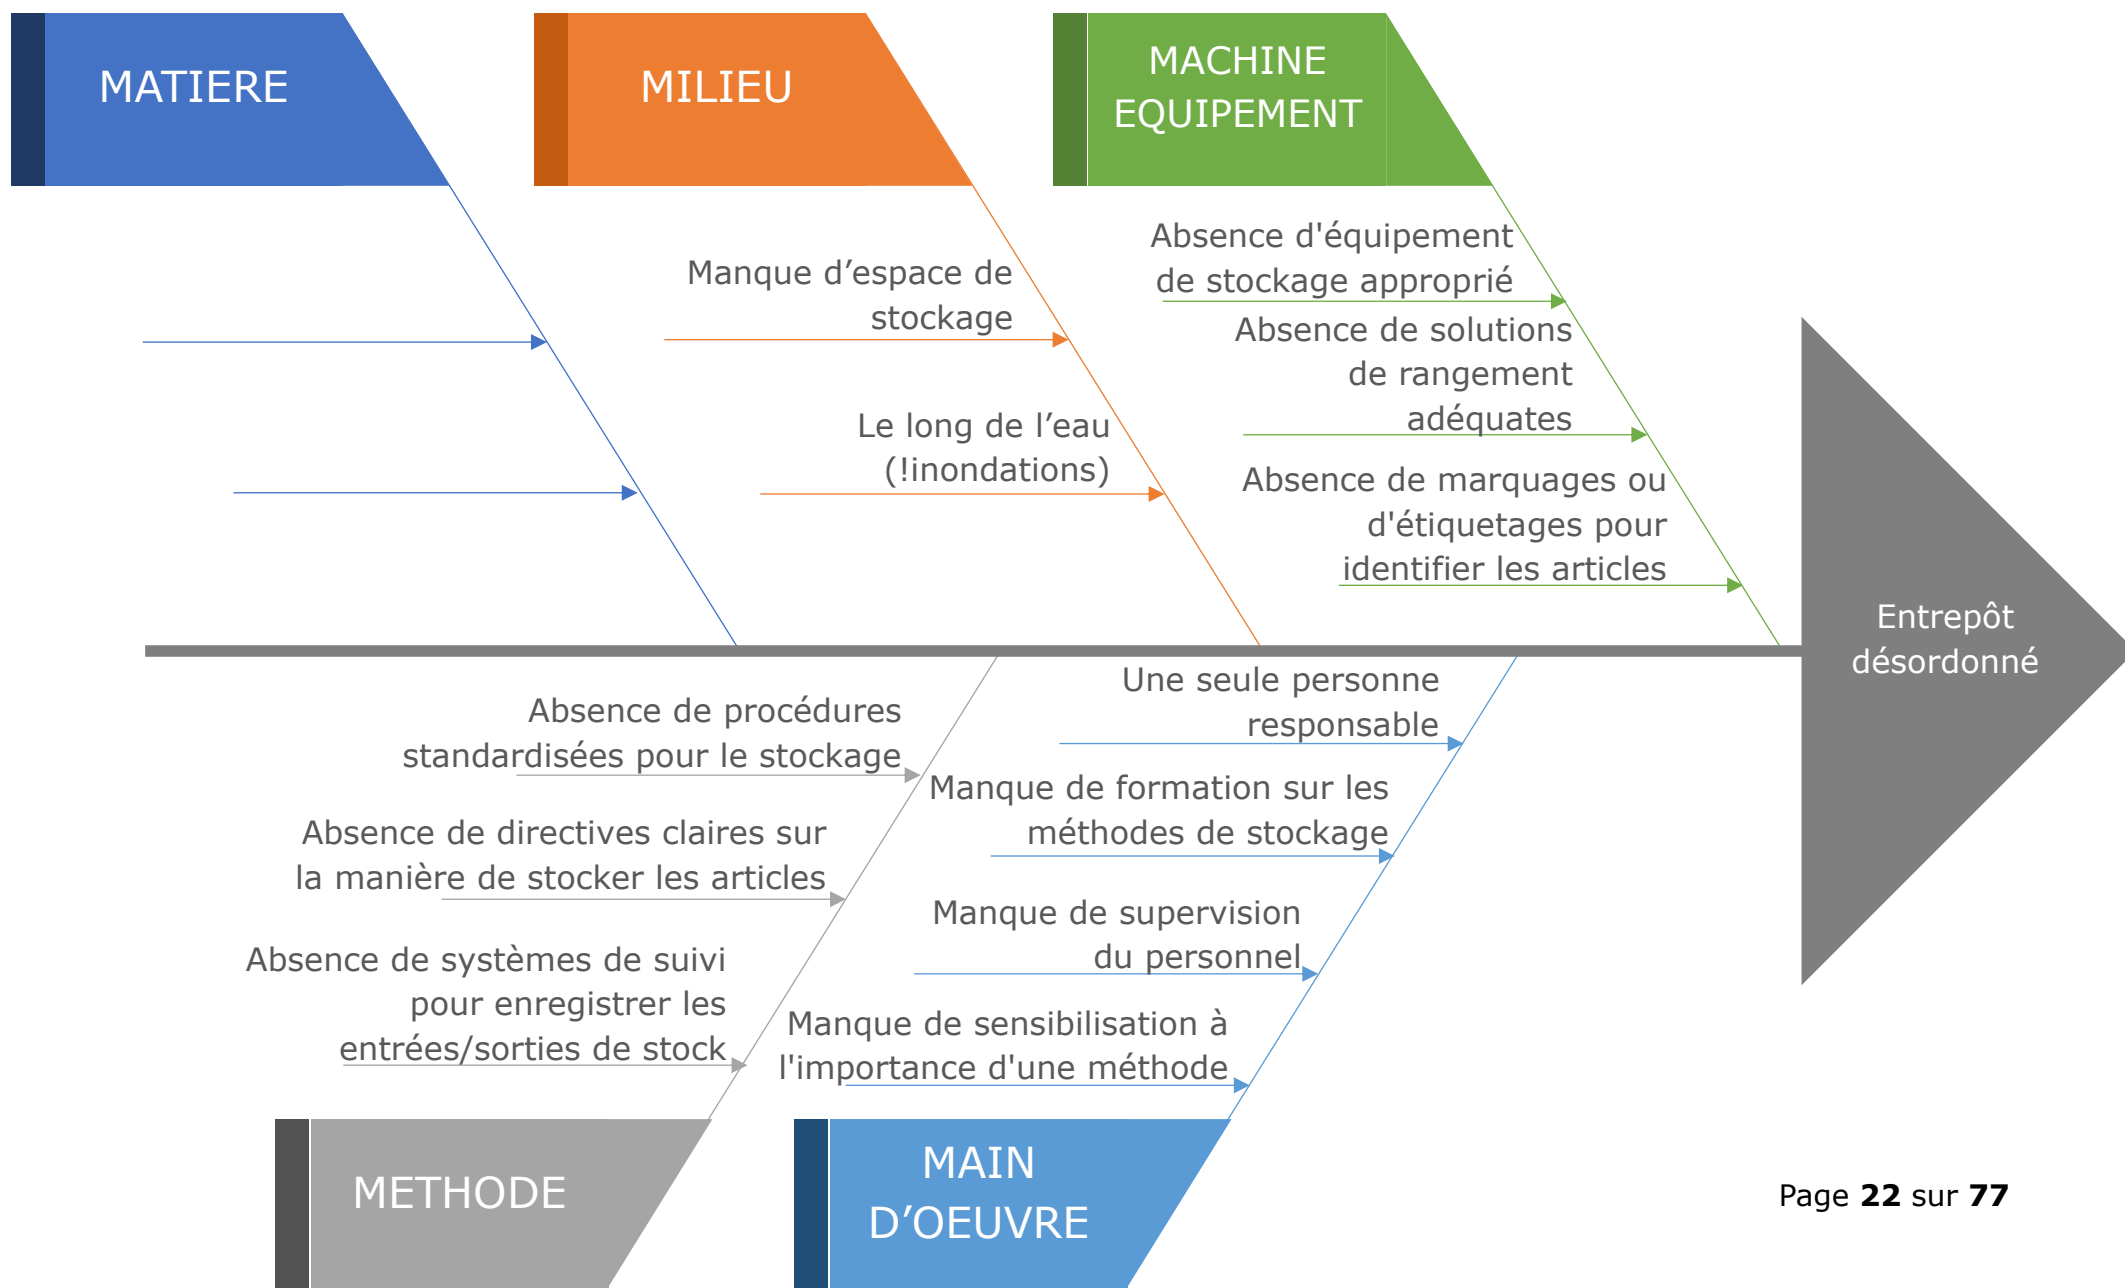 MATIERE
MILIEU
MACHINE
EQUIPEMENT
Manque d’espace de
stockage
Le long de l’eau
(!inondations)
Absence d'équipement
de stockage approprié
Absence de solutions
de rangement
adéquates
Absence de marquages ou
d'étiquetages pour
identifier les articles
Entrepôt
désordonné
Absence de procédures
standardisées pour le stockage
Absence de directives claires sur
la manière de stocker les articles
Absence de systèmes de suivi
pour enregistrer les
entrées/sorties de stock
Une seule personne
responsable
Manque de formation sur les
méthodes de stockage
Manque de supervision
du personnel
Manque de sensibilisation à
l'importance d'une méthode
METHODE
MAIN
D’OEUVRE
Page 22 sur 77